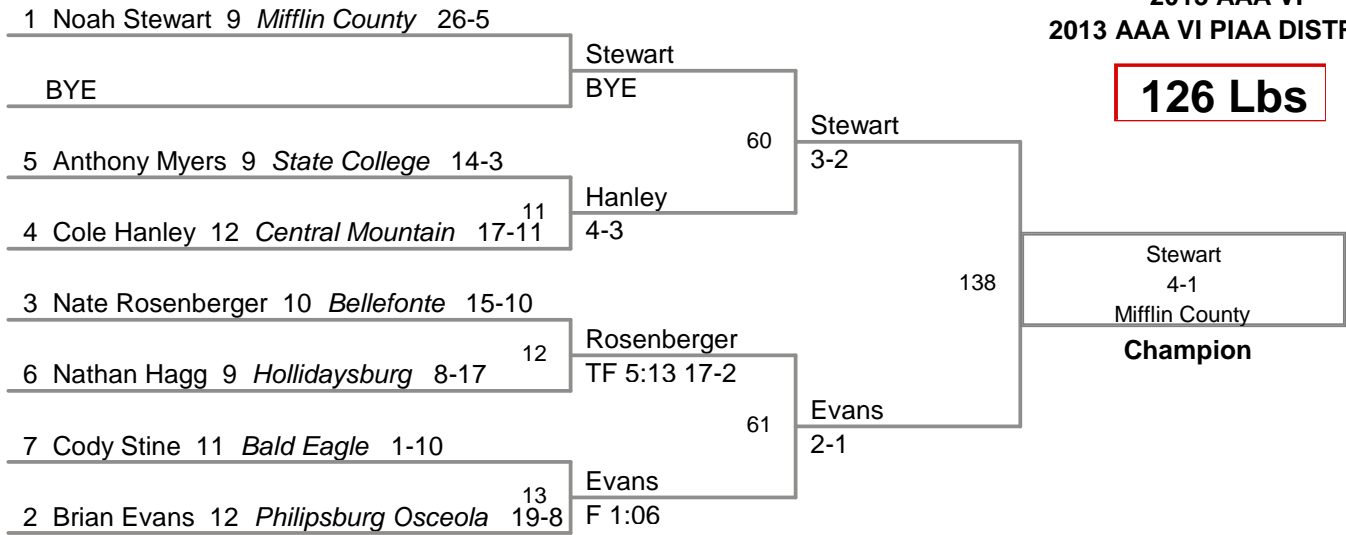 2013 AAA VI
2013 AAA VI PIAA DISTR
126 Lbs
1 Noah Stewart 9 Mifflin County 26-5
BYE
5 Anthony Myers 9 State College 14-3
11
4 Cole Hanley 12 Central Mountain 17-11
3 Nate Rosenberger 10 Bellefonte 15-10
12
6 Nathan Hagg 9 Hollidaysburg 8-17
7 Cody Stine 11 Bald Eagle 1-10
13
2 Brian Evans 12 Philipsburg Osceola 19-8
Stewart
BYE
60
Hanley
4-3
Rosenberger
TF 5:13 17-2
61
Evans
F 1:06
Stewart
3-2
138
Evans
2-1
Stewart
4-1
Mifflin County
Champion